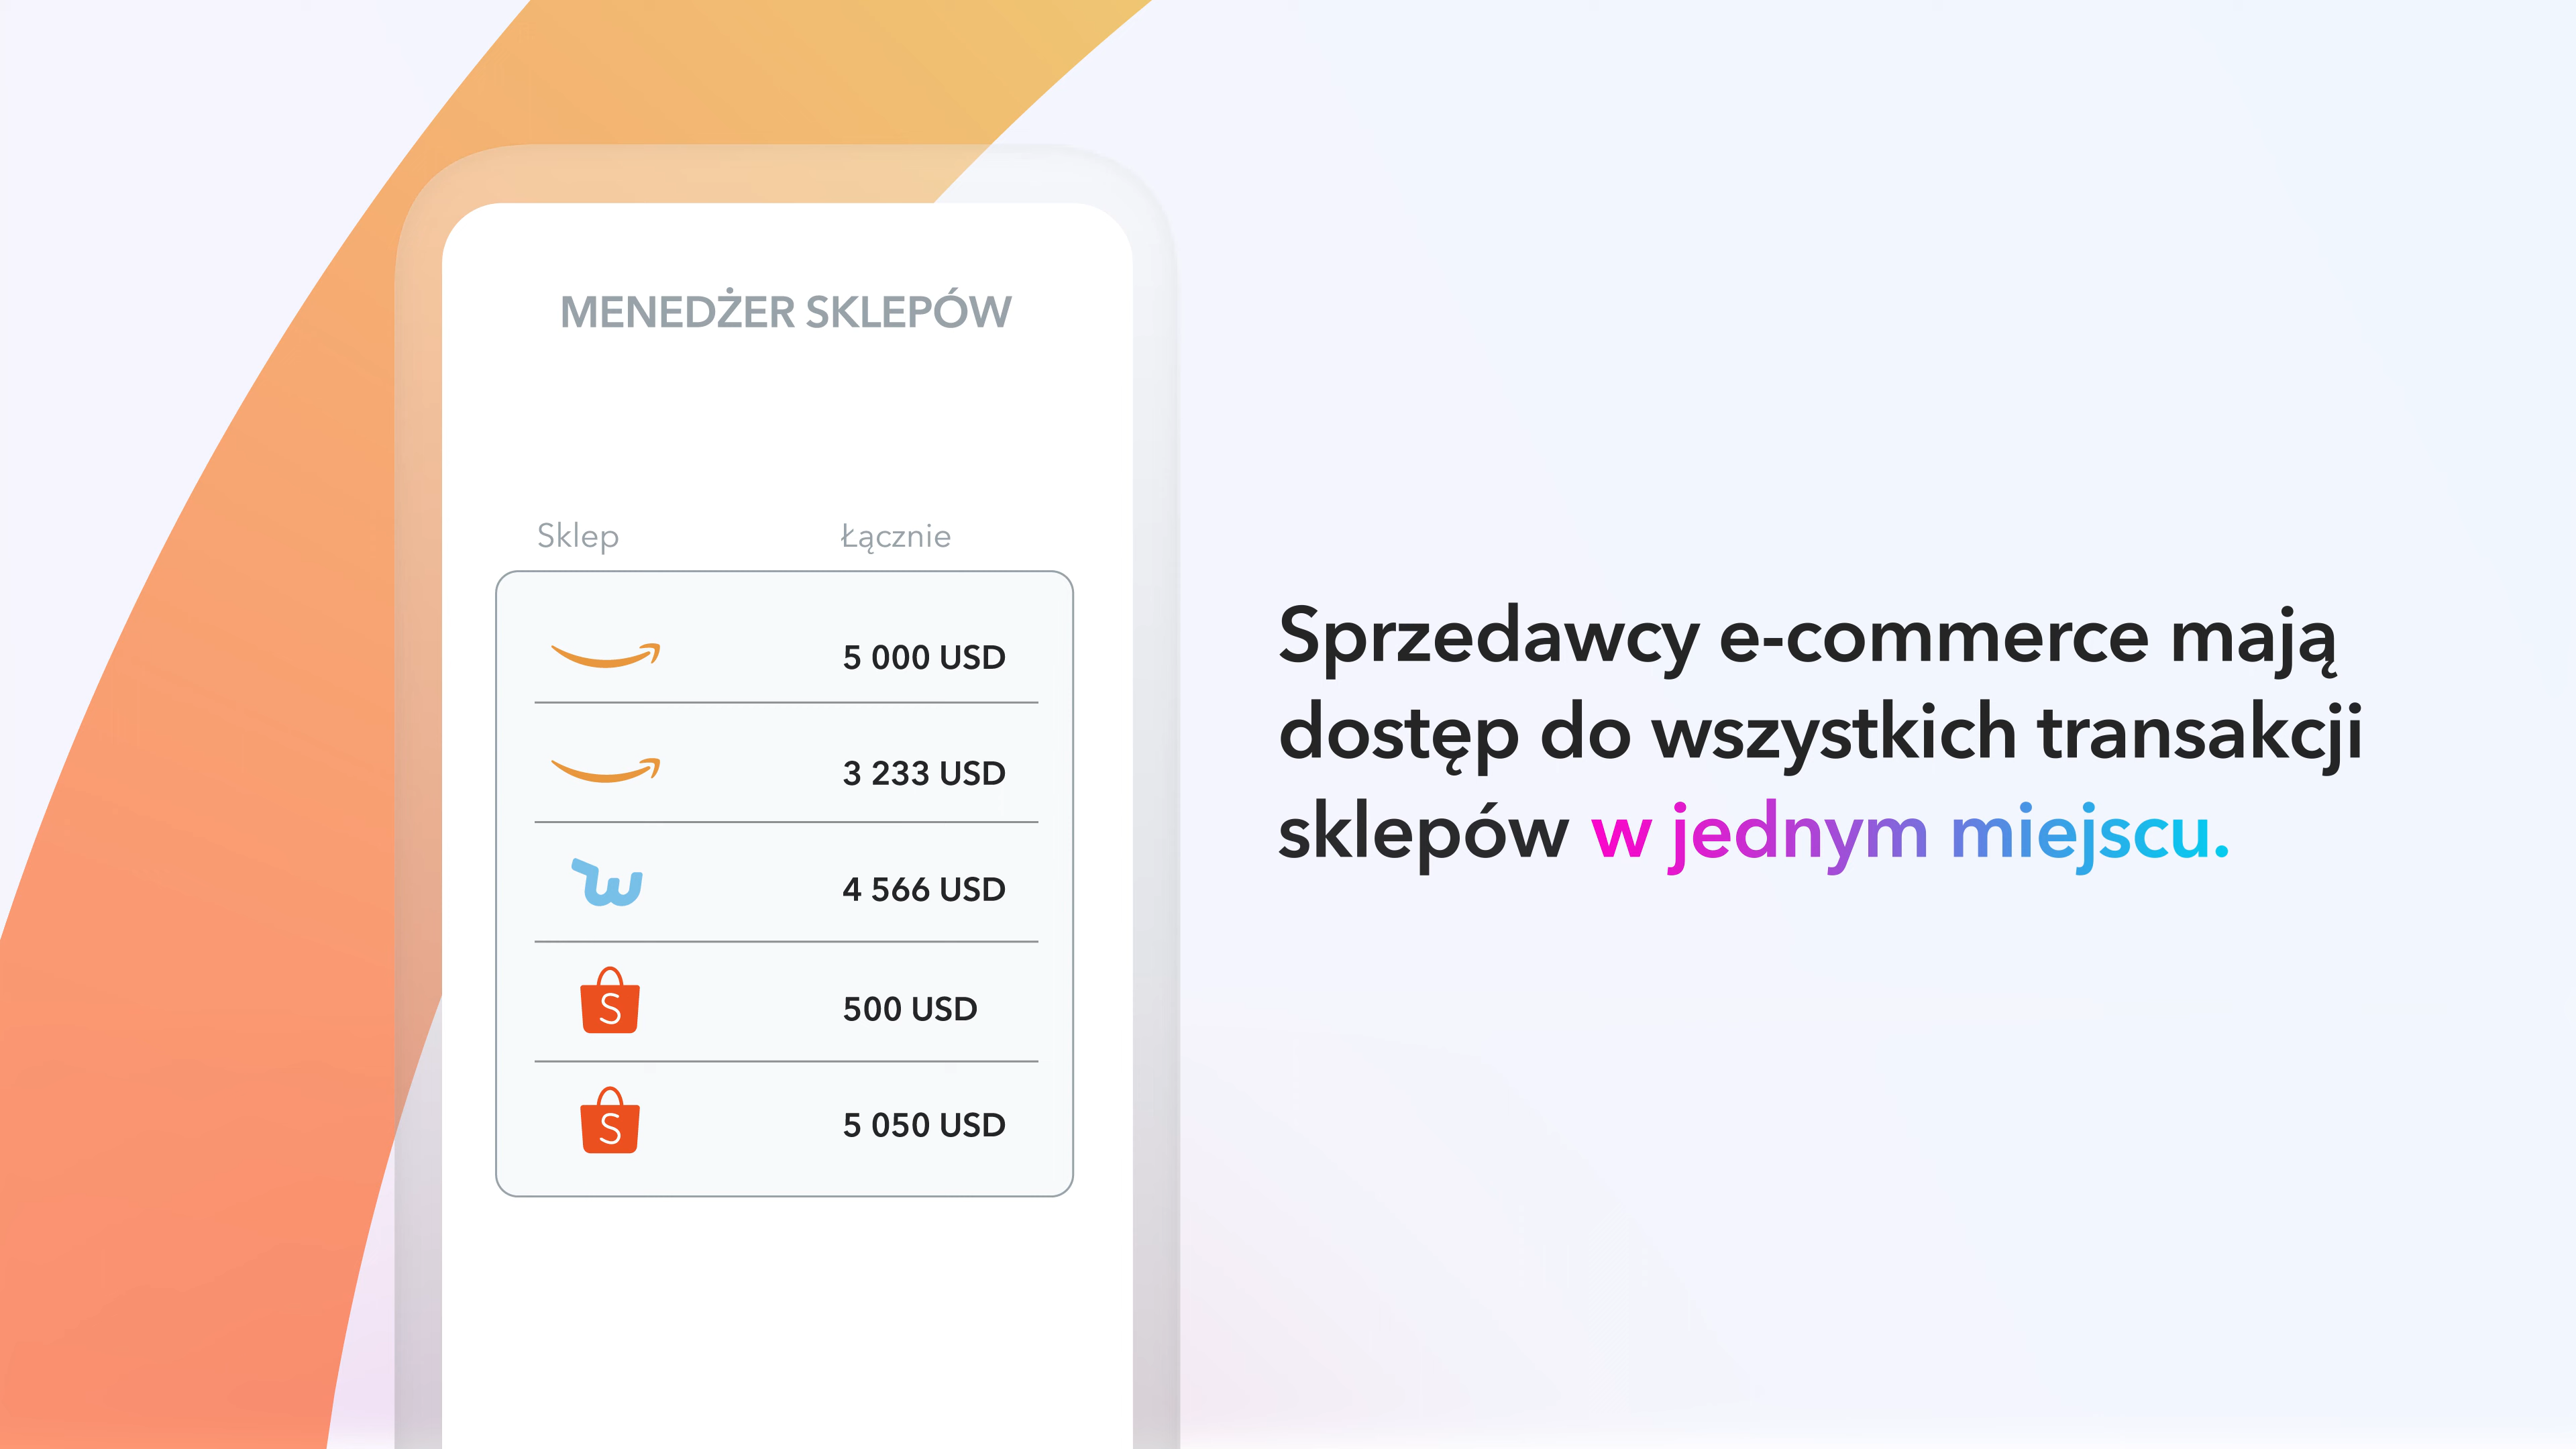 MENEDŻER SKLEPÓW
Sklep Łącznie
5 000 USD
3 233 USD
4 566 USD
S 500 USD
S 5 050 USD
Sprzedawcy e-commerce mają
dostęp do wszystkich transakcji
sklepów w jednym miejscu.